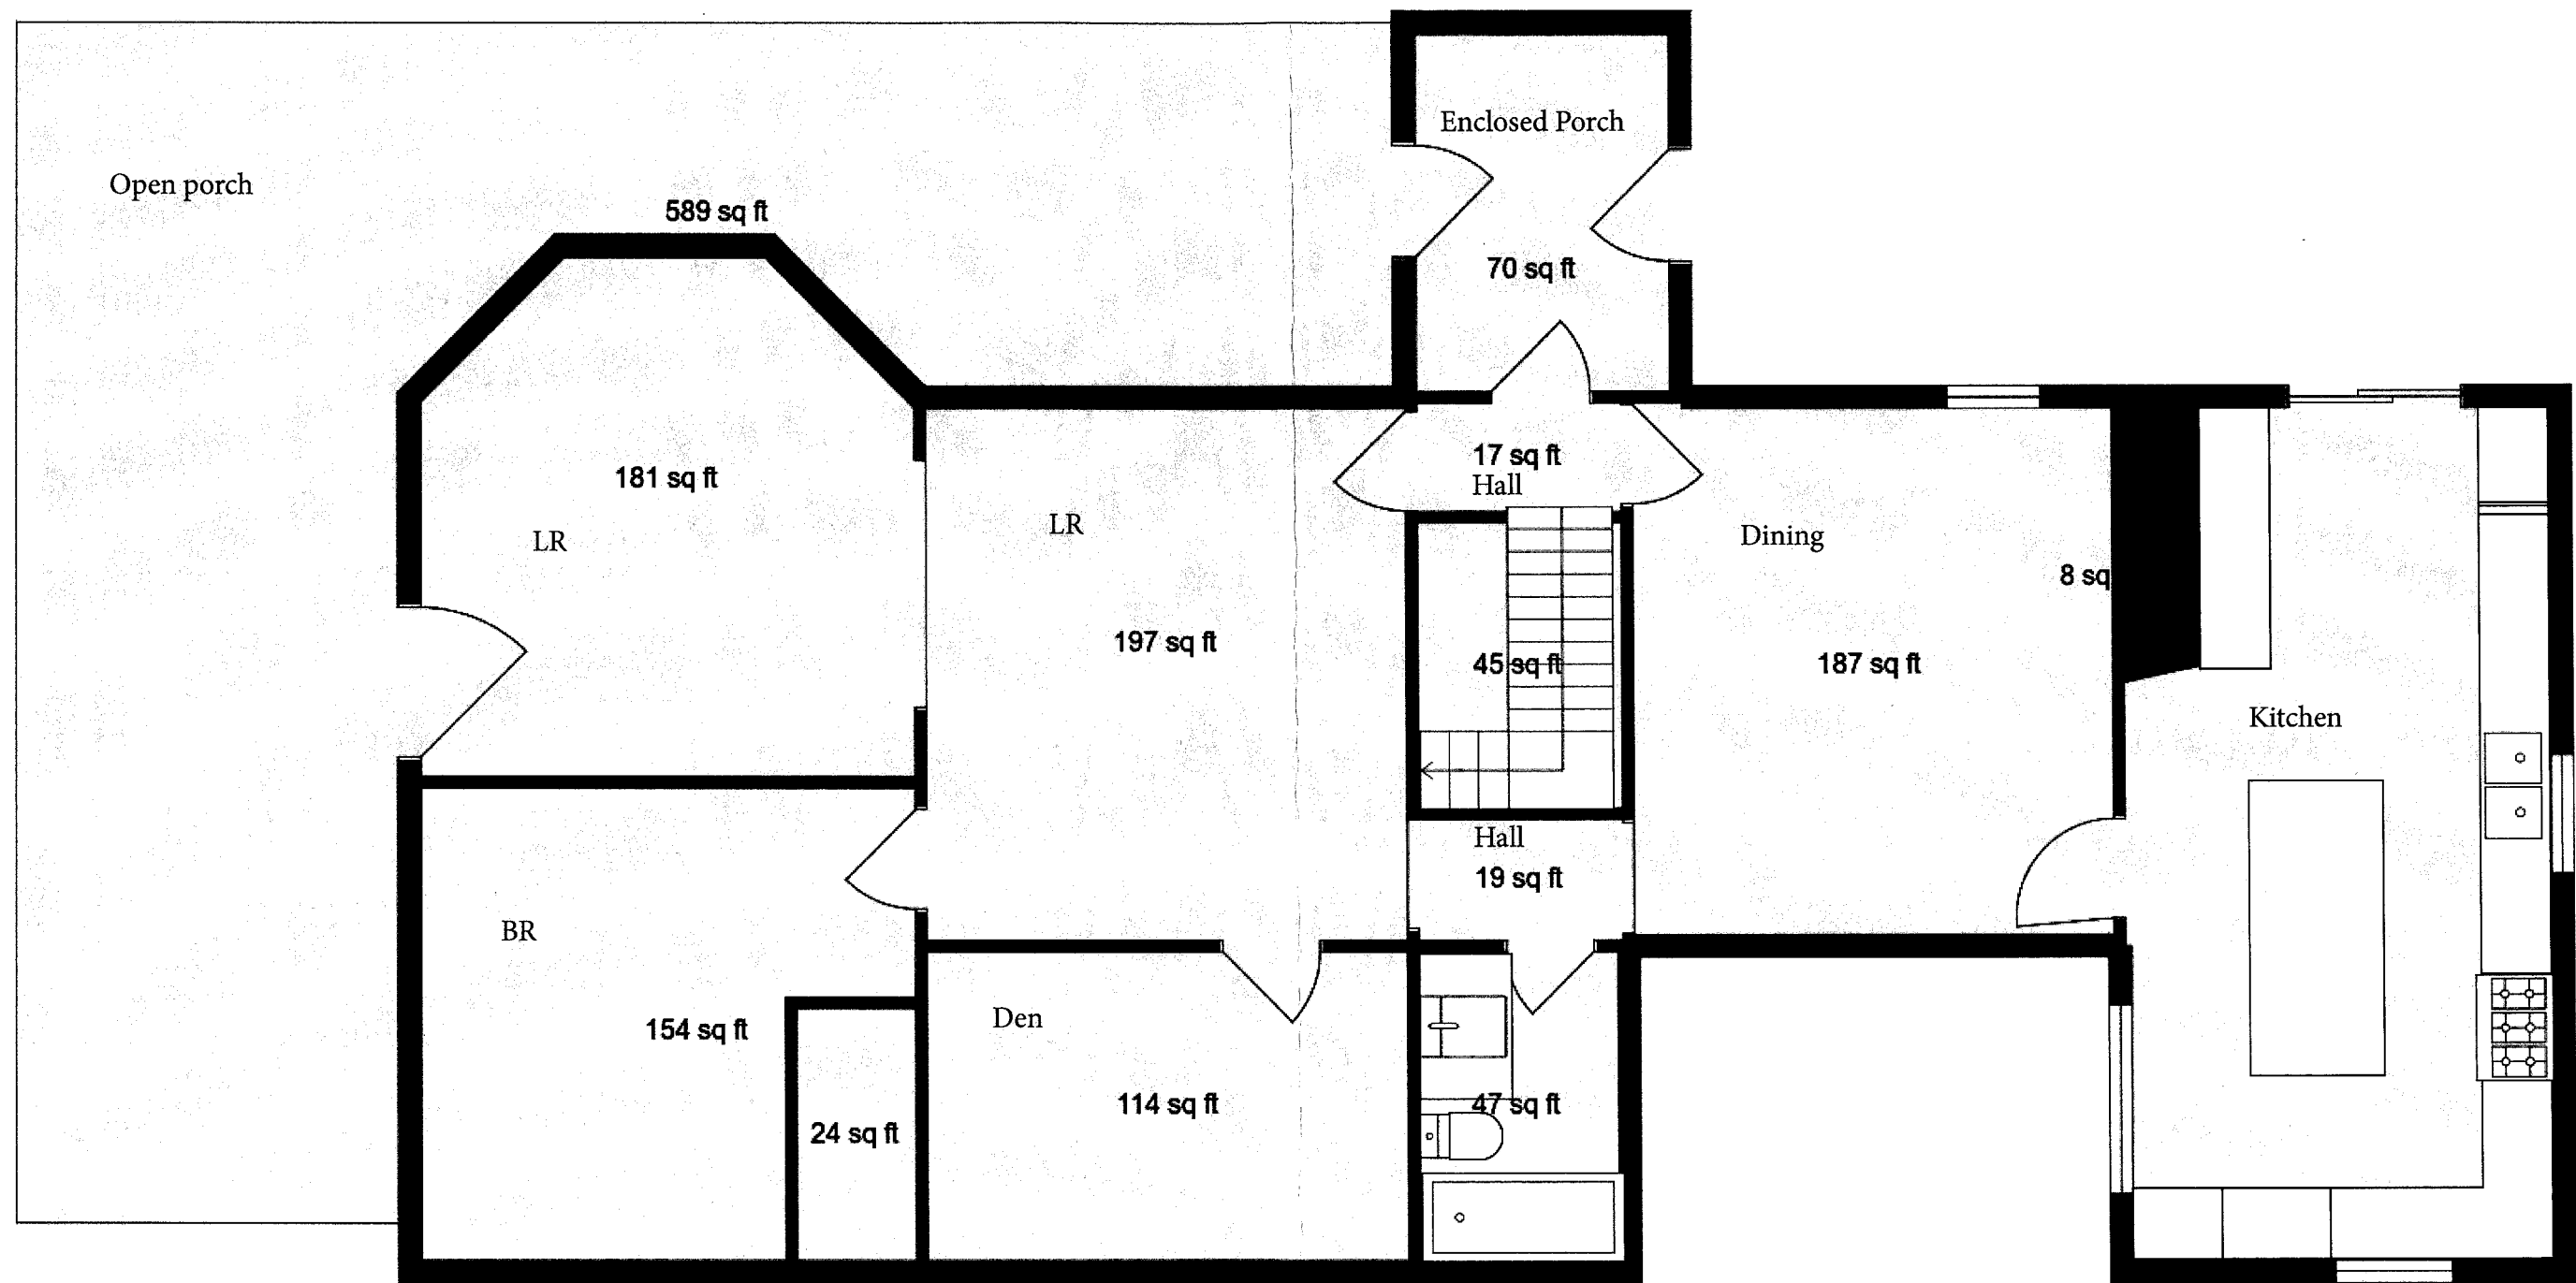 Enclosed Porch
Open porch
589 sq ft
70 sq ft
17 sq ft
Hall
181 sq ft
LR
LR
Dining
8 sq
197 sq ft
45 sq ft
187 sq ft
Kitchen
Hall
19 sq ft
BR
154 sq ft
Den
114 sq ft
47 sq ft
24 sq ft